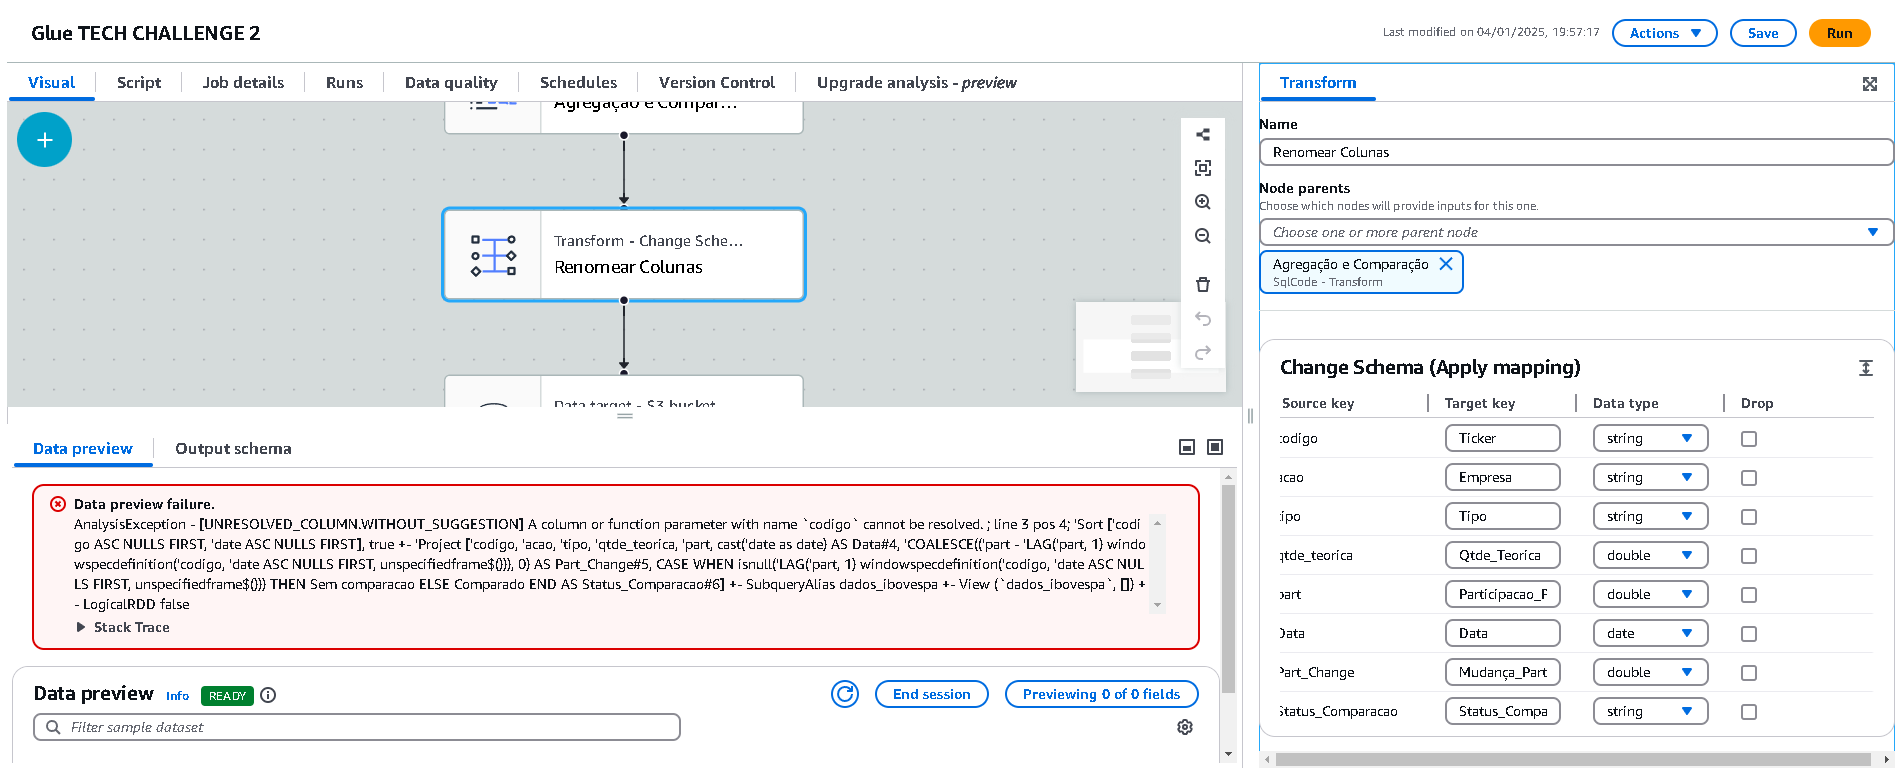 Glue TECH CHALLENGE 2
Last modified on 04/01/2025, 19:57:17
Actions
Save
Run
Visual
Script
Job details
Runs
Data quality
Schedules
Version Control
Upgrade analysis - preview
Agregação e Compar...
Transform - Change Sche...
Renomear Colunas
Data target - S3 bucket
Data preview
Output schema
Data preview failure.
AnalysisException - [UNRESOLVED_COLUMN.WITHOUT_SUGGESTION] A column or function parameter with name `codigo` cannot be resolved. ; line 3 pos 4; 'Sort ['codi
go ASC NULLS FIRST, 'date ASC NULLS FIRST], true +- 'Project ['codigo, 'acao, 'tipo, 'qtde_teorica, 'part, cast('date as date) AS Data#4, 'COALESCE(('part - 'LAG('part, 1) windo
wspecdefinition('codigo, 'date ASC NULLS FIRST, unspecifiedframe$())), 0) AS Part_Change#5, CASE WHEN isnull('LAG('part, 1) windowspecdefinition('codigo, 'date ASC NUL
LS FIRST, unspecifiedframe$())) THEN Sem comparacao ELSE Comparado END AS Status_Comparacao#6] +- SubqueryAlias dados_ibovespa +- View (`dados_ibovespa`, []) +
- LogicalRDD false
Stack Trace
Data preview Info READY
End session
Previewing 0 of 0 fields
Filter sample dataset
Transform
Name
Renomear Colunas
Node parents
Choose which nodes will provide inputs for this one.
Choose one or more parent node
Agregação e Comparação
SqlCode - Transform
Change Schema (Apply mapping)
Source key Target key Data type Drop
codigo Ticker string
acao Empresa string
tipo Tipo string
qtde_teorica Qtde_Teorica double
part Participacao_F double
Data Data date
Part_Change Mudança_Part double
Status_Comparacao Status_Compa string